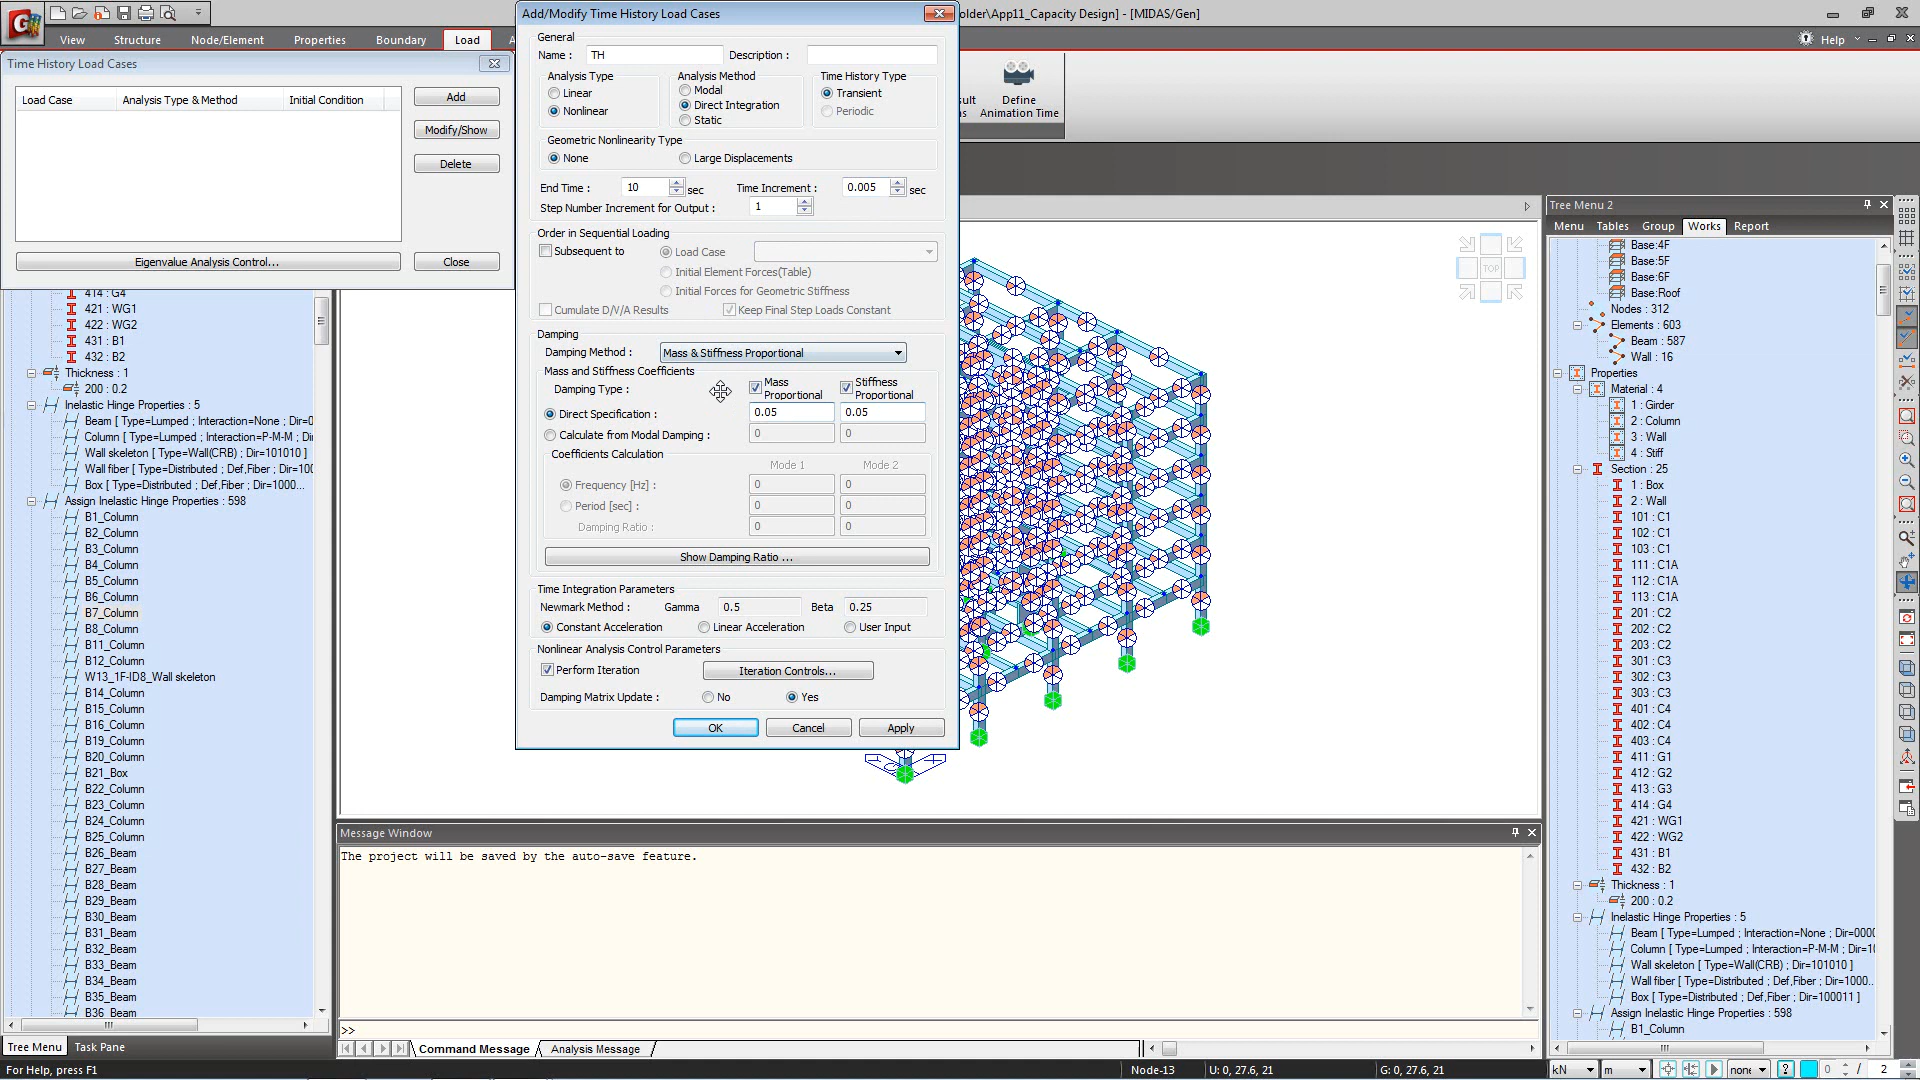 Add/Modify Time History Load Cases
older\App11_Capacity Design] - [MIDAS/Gen]
View
Structure
Node/Element
Properties
Boundary
Load
A
Help
Time History Load Cases
Load Case
Analysis Type & Method
Initial Condition
Add
Modify/Show
Delete
Eigenvalue Analysis Control...
Close
General
Name :
TH
Description :
Analysis Type
Linear
Nonlinear
Analysis Method
Modal
Direct Integration
Static
Time History Type
Transient
Periodic
Geometric Nonlinearity Type
None
Large Displacements
End Time :
10
sec
Time Increment :
0.005
sec
Step Number Increment for Output :
1
Order in Sequential Loading
Subsequent to
Load Case
Initial Element Forces(Table)
Initial Forces for Geometric Stiffness
Cumulate D/V/A Results
Keep Final Step Loads Constant
Damping
Damping Method :
Mass & Stiffness Proportional
Mass and Stiffness Coefficients
Damping Type :
Mass Proportional
Stiffness Proportional
Direct Specification :
0.05
0.05
Calculate from Modal Damping :
0
0
Coefficients Calculation
Mode 1
Mode 2
Frequency [Hz] :
0
0
Period [sec] :
0
0
Damping Ratio :
0
0
Show Damping Ratio ...
Time Integration Parameters
Newmark Method :
Gamma
0.5
Beta
0.25
Constant Acceleration
Linear Acceleration
User Input
Nonlinear Analysis Control Parameters
Perform Iteration
Iteration Controls...
Damping Matrix Update :
No
Yes
OK
Cancel
Apply
sult
ns
Define
Animation Time
TOP
414 : G4
421 : WG1
422 : WG2
431 : B1
432 : B2
Thickness : 1
200 : 0.2
Inelastic Hinge Properties : 5
Beam [ Type=Lumped ; Interaction=None ; Di
Column [ Type=Lumped ; Interaction=P-M-M ; Di
Wall skeleton [ Type=Wall(CRB) ; Dir=101010 ]
Wall fiber [ Type=Distributed ; Def,Fiber ; Dir=100
Box [ Type=Distributed ; Def,Fiber ; Dir=1000...
Assign Inelastic Hinge Properties : 598
B1_Column
B2_Column
B3_Column
B4_Column
B5_Column
B6_Column
B7_Column
B8_Column
B11_Column
B12_Column
W13_1F-ID8_Wall skeleton
B14_Column
B15_Column
B16_Column
B19_Column
B20_Column
B21_Box
B22_Column
B23_Column
B24_Column
B25_Column
B26_Beam
B27_Beam
B28_Beam
B29_Beam
B30_Beam
B31_Beam
B32_Beam
B33_Beam
B34_Beam
B35_Beam
B36_Beam
Tree Menu
Task Pane
Message Window
The project will be saved by the auto-save feature.
>>
Command Message
Analysis Message
Tree Menu 2
Menu
Tables
Group
Works
Report
Base:4F
Base:5F
Base:6F
Base:Roof
Nodes : 312
Elements : 603
Beam : 587
Wall : 16
Properties
Material : 4
1 : Girder
2 : Column
3 : Wall
4 : Stiff
Section : 25
1 : Box
2 : Wall
101 : C1
102 : C1
103 : C1
111 : C1A
112 : C1A
113 : C1A
201 : C2
202 : C2
203 : C2
301 : C3
302 : C3
303 : C3
401 : C4
402 : C4
403 : C4
411 : G1
412 : G2
413 : G3
414 : G4
421 : WG1
422 : WG2
431 : B1
432 : B2
Thickness : 1
200 : 0.2
Inelastic Hinge Properties : 5
Beam [ Type=Lumped ; Interaction=None ; Dir=0000
Column [ Type=Lumped ; Interaction=P-M-M ; Dir=10
Wall skeleton [ Type=Wall(CRB) ; Dir=101010 ]
Wall fiber [ Type=Distributed ; Def,Fiber ; Dir=1000..
Box [ Type=Distributed ; Def,Fiber ; Dir=100011 ]
Assign Inelastic Hinge Properties : 598
B1_Column
For Help, press F1
Node-13
U: 0, 27.6, 21
G: 0, 27.6, 21
kN
m
none
?
0
/
2